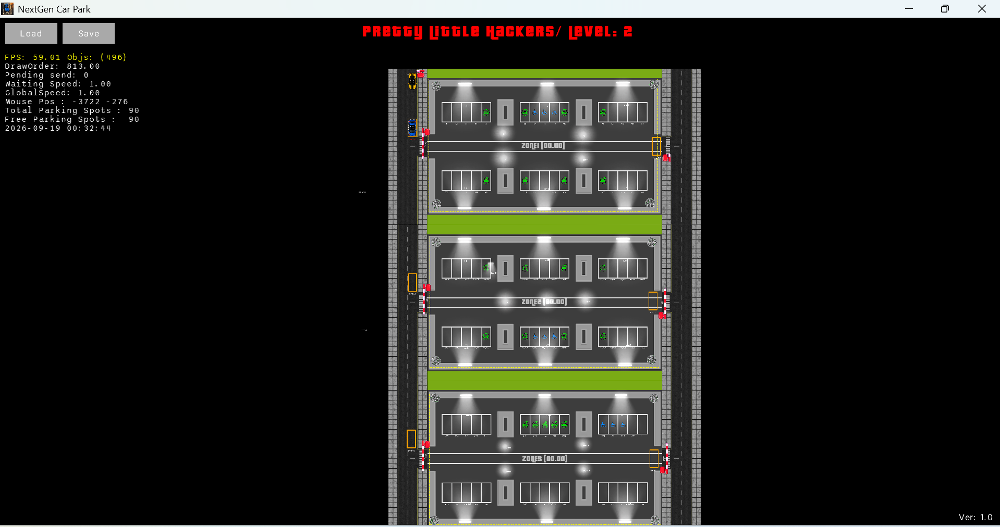 NextGen Car Park
Load
Save
Pretty Little Hackers/ Level: 2
FPS: 59.01 Objs: (496)
DrawOrder: 813.00
Pending send: 0
Waiting Speed: 1.00
GlobalSpeed: 1.00
Mouse Pos : -3722 -276
Total Parking Spots : 90
Free Parking Spots :  90
2026-09-19 00:32:44
ZONE1 [00.00]
ZONE2 [00.00]
ZONE3 [00.00]
Ver: 1.0